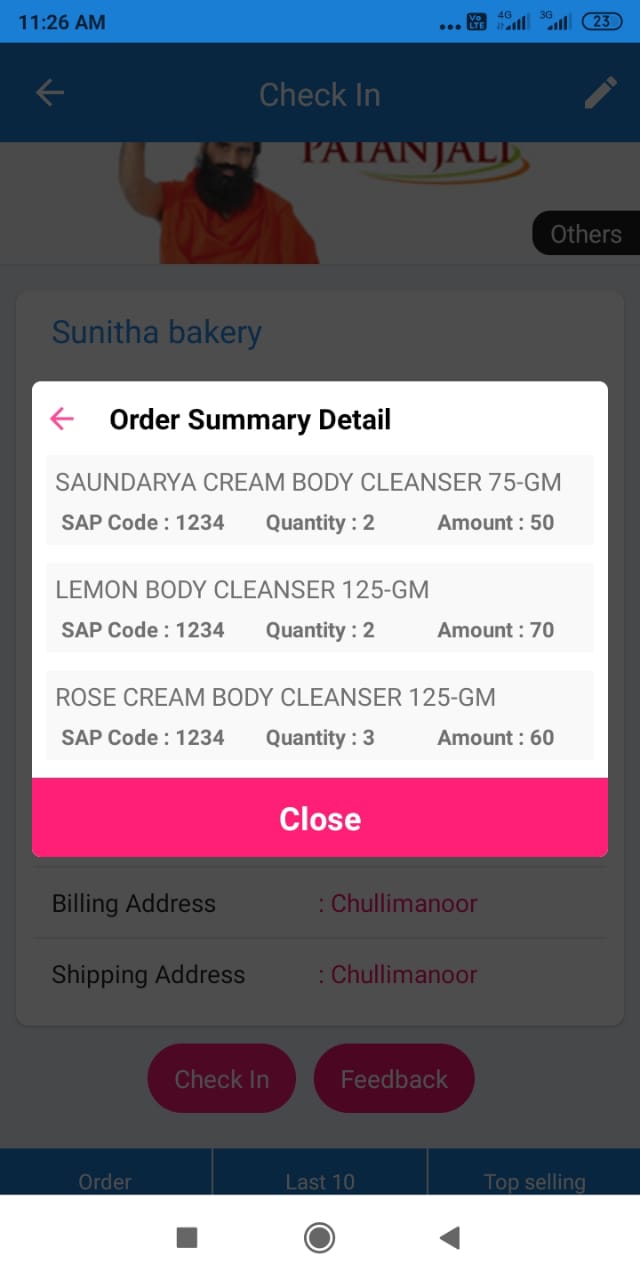 11:26 AM
Vo LTE 4G 3G 23
Check In
PATANJALI
Others
Sunitha bakery
Order Summary Detail
SAUNDARYA CREAM BODY CLEANSER 75-GM
SAP Code : 1234 Quantity : 2 Amount : 50
LEMON BODY CLEANSER 125-GM
SAP Code : 1234 Quantity : 2 Amount : 70
ROSE CREAM BODY CLEANSER 125-GM
SAP Code : 1234 Quantity : 3 Amount : 60
Close
Billing Address : Chullimanoor
Shipping Address : Chullimanoor
Check In Feedback
Order Last 10 Top selling